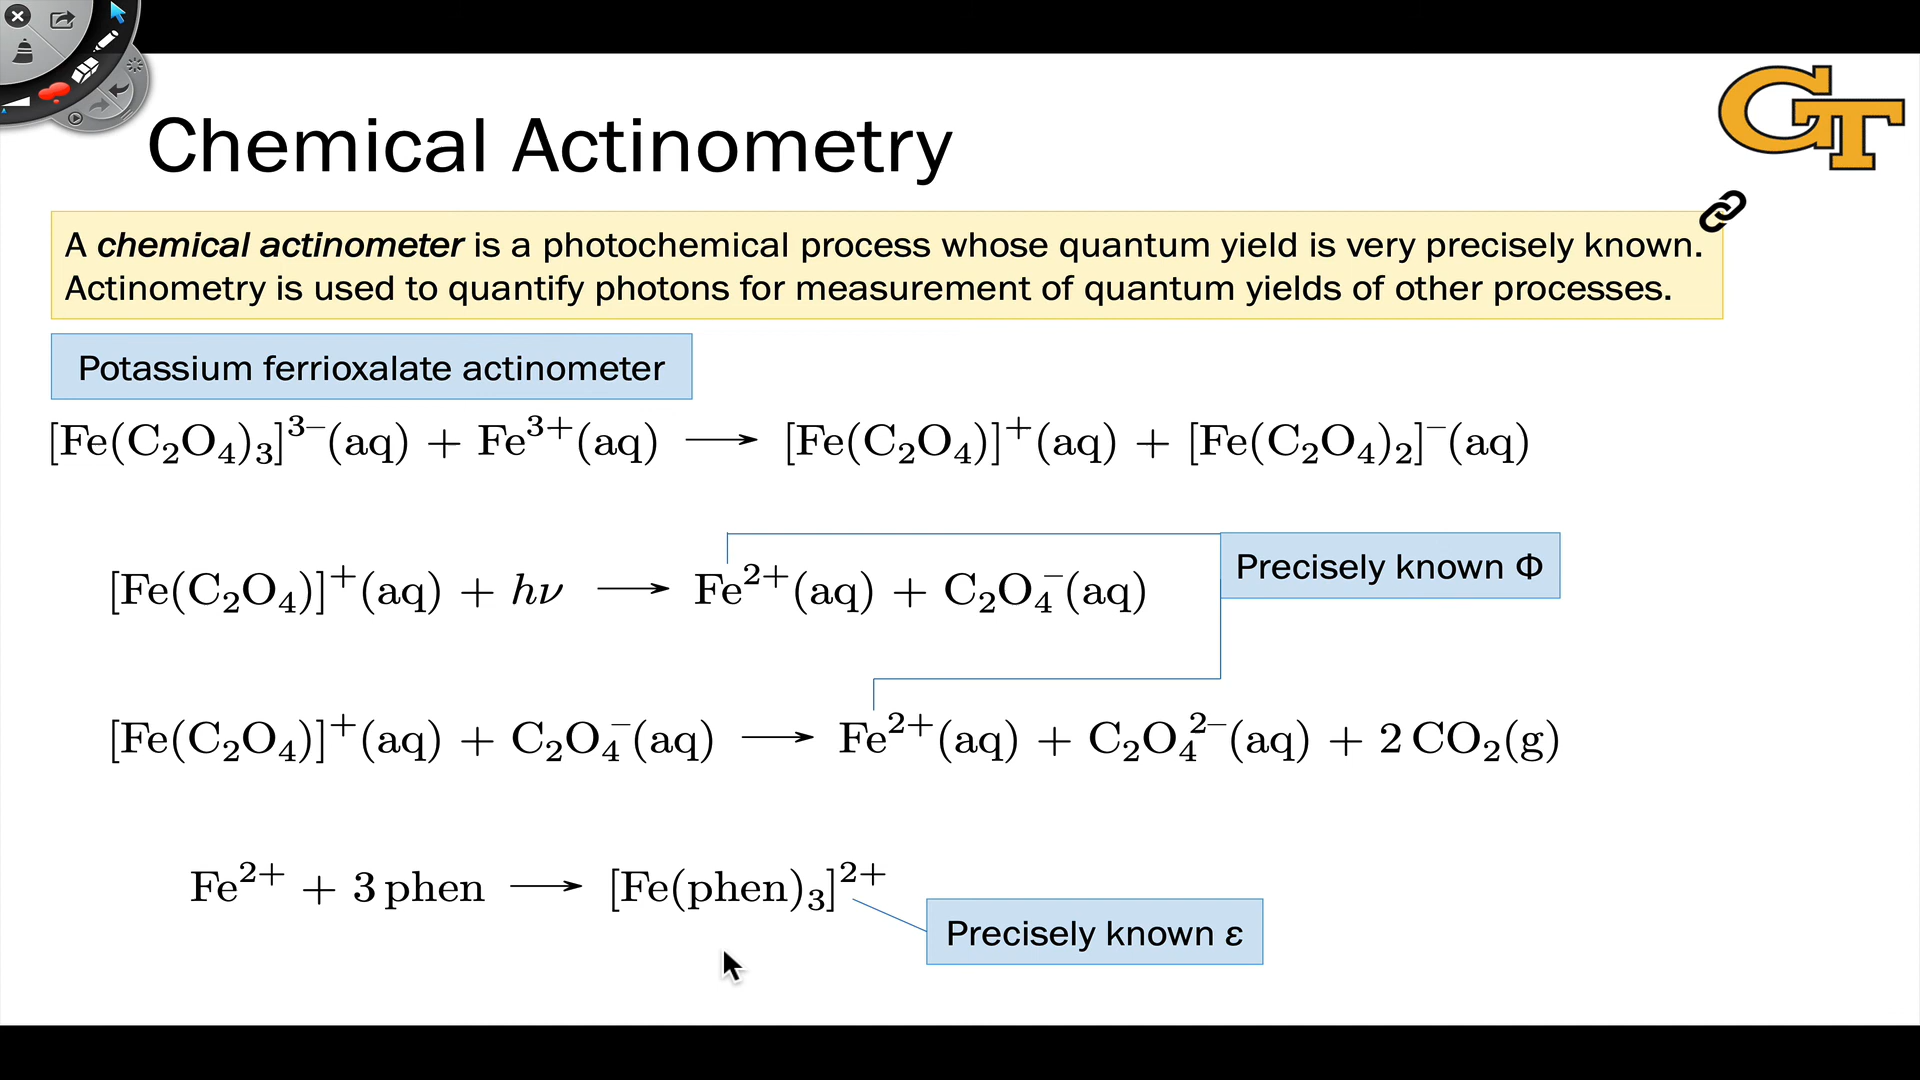 Chemical Actinometry
GT
A chemical actinometer is a photochemical process whose quantum yield is very precisely known.
Actinometry is used to quantify photons for measurement of quantum yields of other processes.
Potassium ferrioxalate actinometer
[Fe(C₂O₄)₃]³⁻(aq) + Fe³⁺(aq) ⟶ [Fe(C₂O₄)]⁺(aq) + [Fe(C₂O₄)₂]⁻(aq)
Precisely known Φ
[Fe(C₂O₄)]⁺(aq) + hν ⟶ Fe²⁺(aq) + C₂O₄⁻(aq)
[Fe(C₂O₄)]⁺(aq) + C₂O₄⁻(aq) ⟶ Fe²⁺(aq) + C₂O₄²⁻(aq) + 2 CO₂(g)
Fe²⁺ + 3 phen ⟶ [Fe(phen)₃]²⁺
Precisely known ε